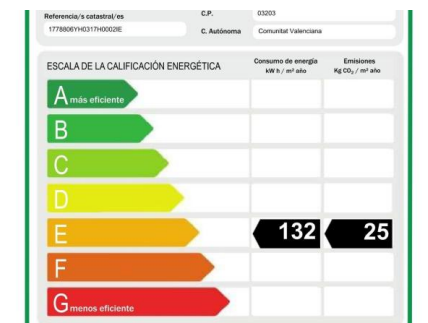 Referencia/s catastral/es
C.P.
03203
1778806YH0317H0002IE
C. Autónoma
Comunitat Valenciana
ESCALA DE LA CALIFICACIÓN ENERGÉTICA
Consumo de energía
kW h / m² año
Emisiones
Kg CO₂ / m² año
A más eficiente
B
C
D
E
132
25
F
G menos eficiente